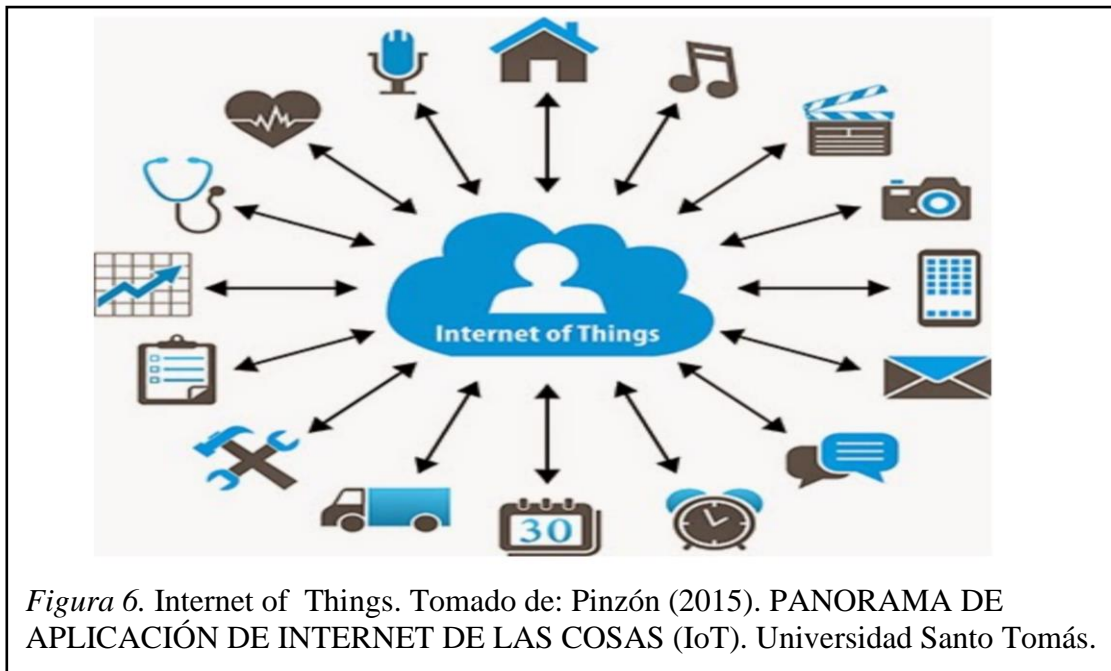 Internet of Things
30
Figura 6. Internet of Things. Tomado de: Pinzón (2015). PANORAMA DE
APLICACIÓN DE INTERNET DE LAS COSAS (IoT). Universidad Santo Tomás.